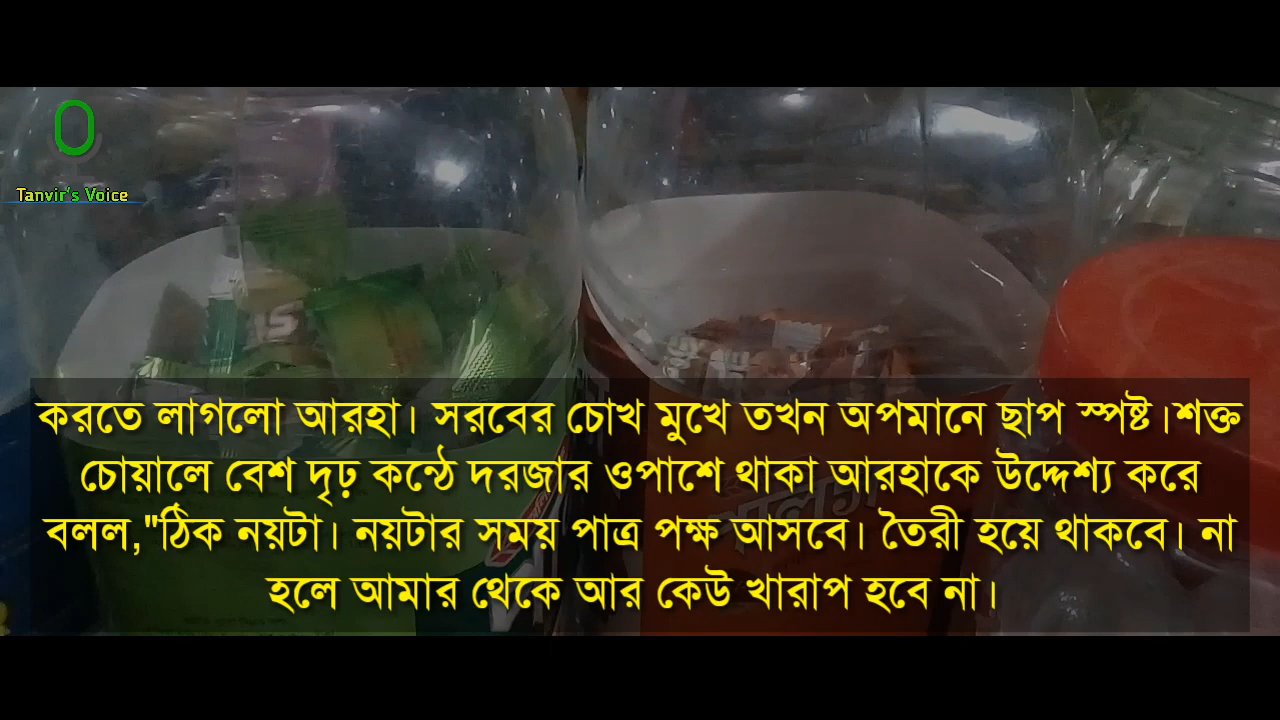 Tanvir's Voice
করতে লাগলো আরহা। সরবের চোখ মুখে তখন অপমানে ছাপ স্পষ্ট।শক্ত
চোয়ালে বেশ দৃঢ় কন্ঠে দরজার ওপাশে থাকা আরহাকে উদ্দেশ্য করে
বলল,"ঠিক নয়টা। নয়টার সময় পাত্র পক্ষ আসবে। তৈরী হয়ে থাকবে। না
হলে আমার থেকে আর কেউ খারাপ হবে না।